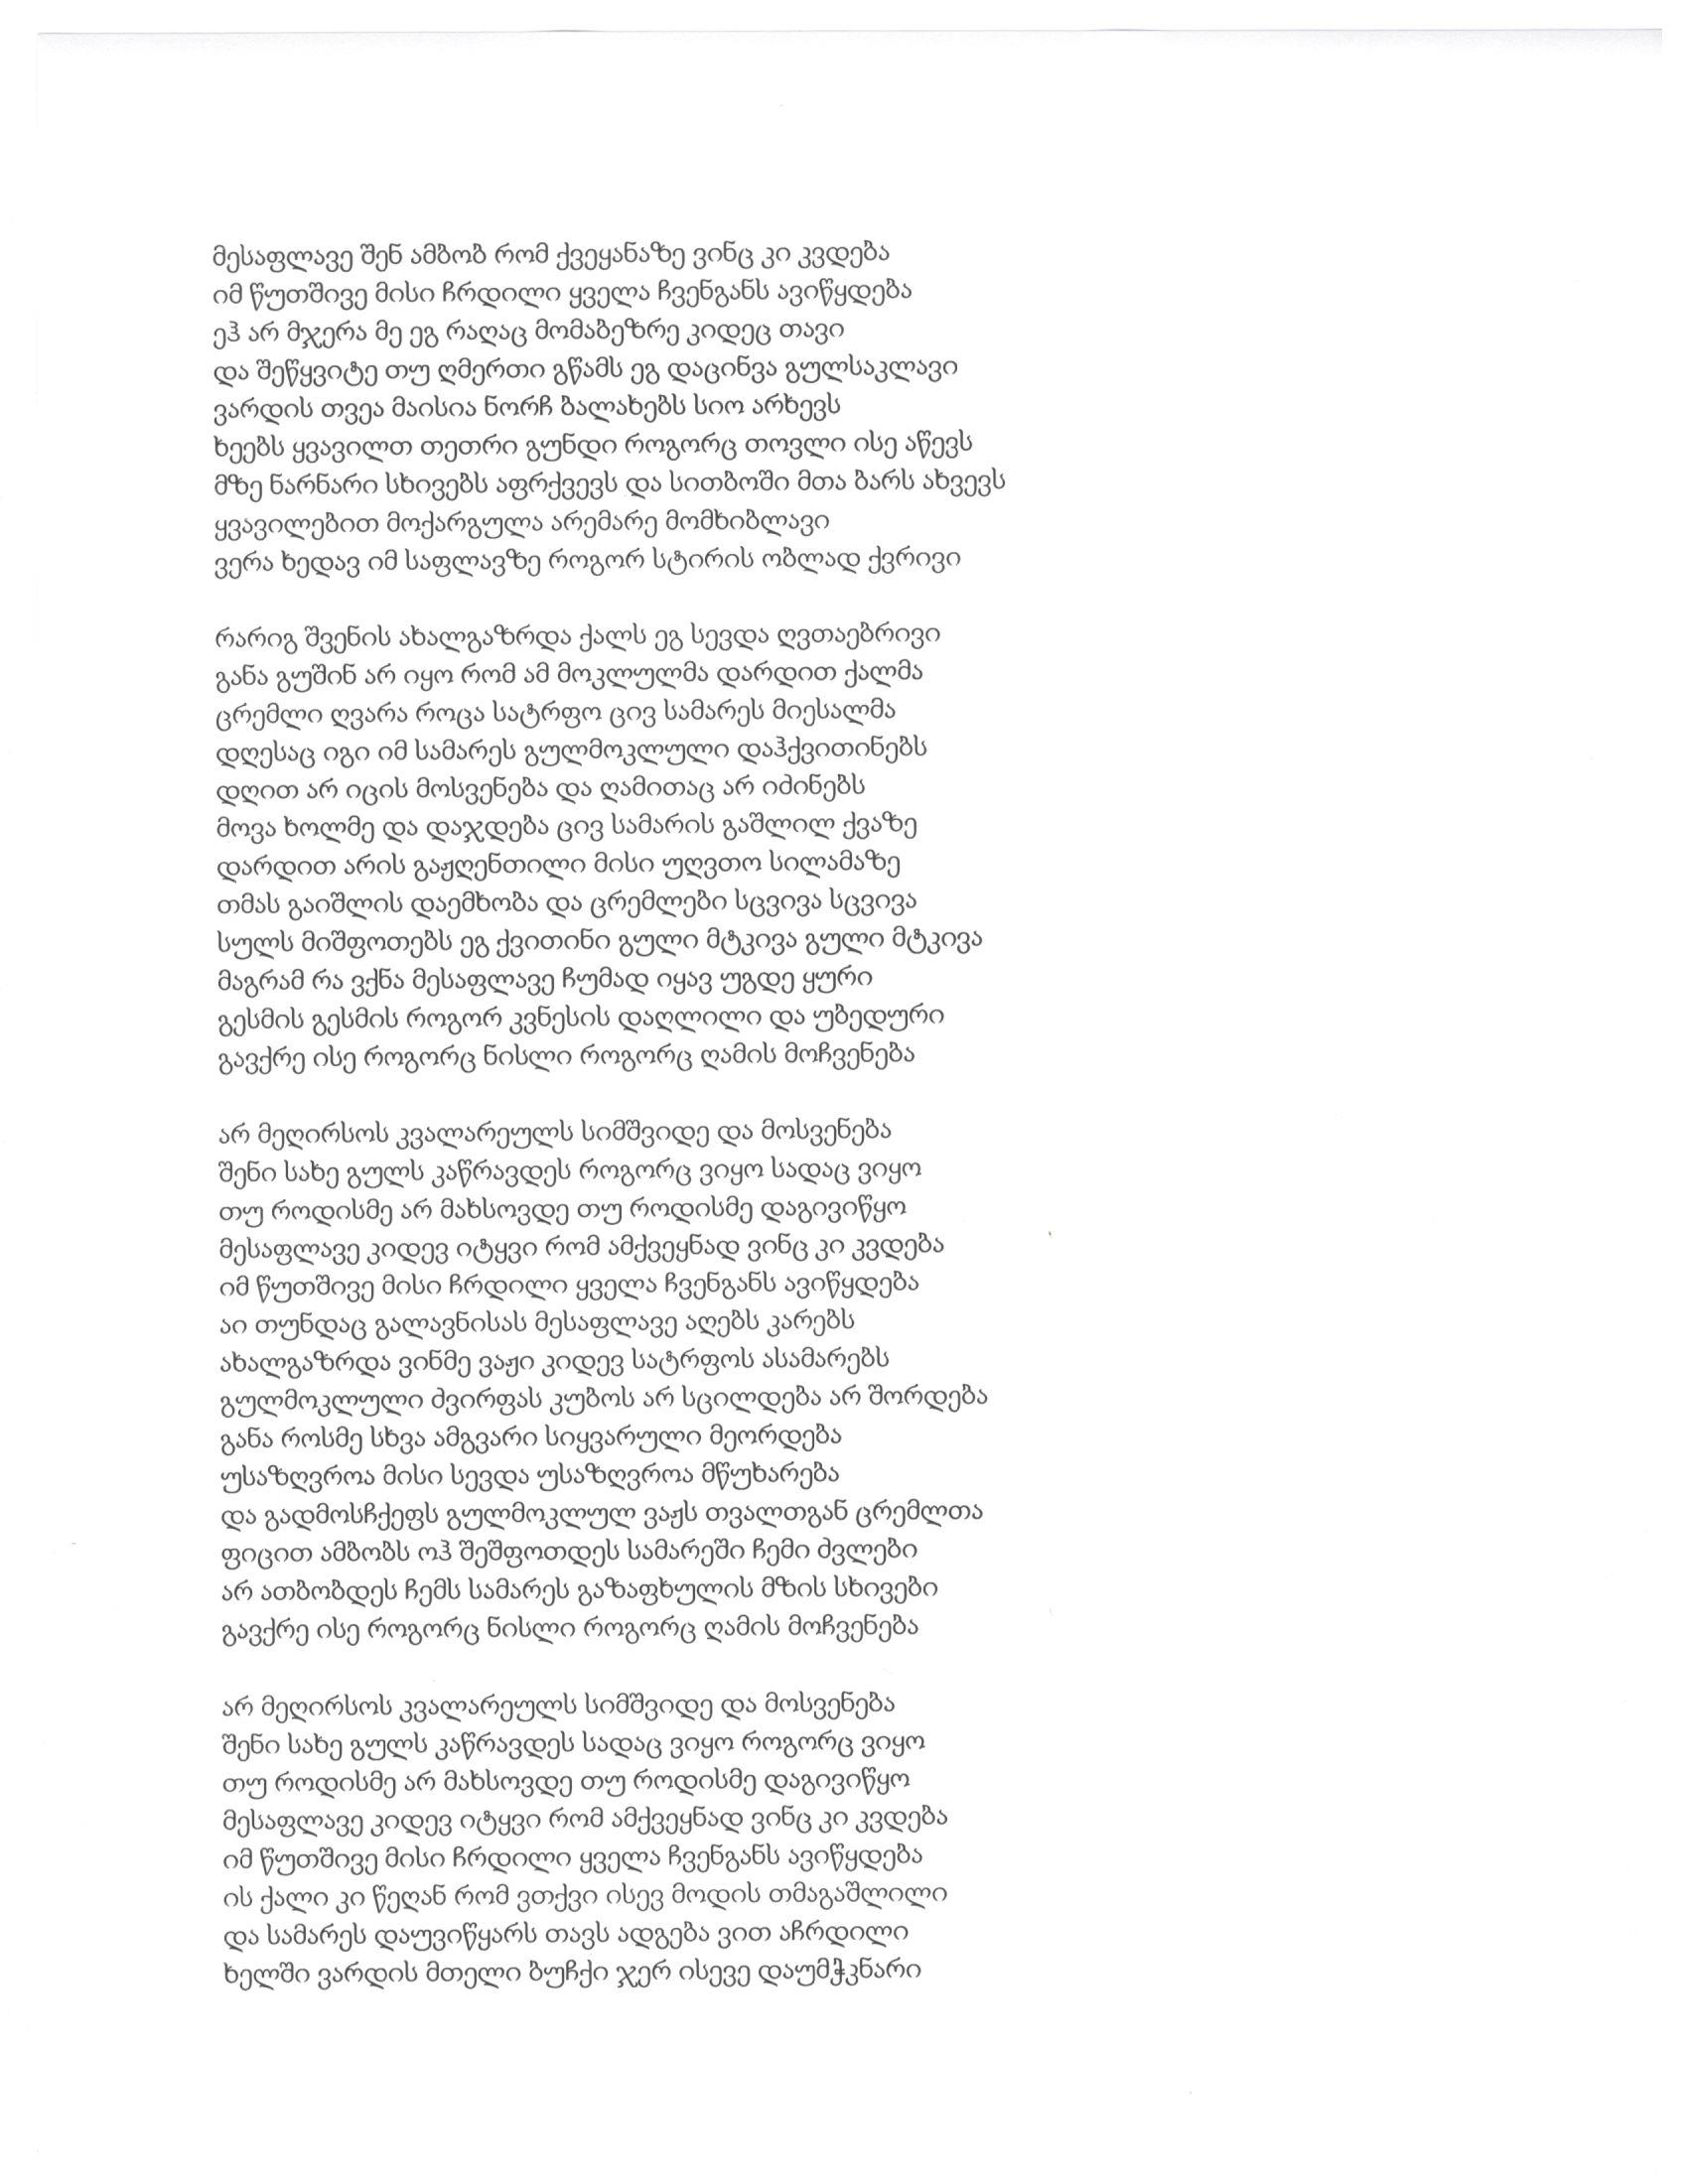 მესაფლავე შენ ამბობ რომ ქვეყანაზე ვინც კი კვდება
იმ წუთშივე მისი ჩრდილი ყველა ჩვენგანს ავიწყდება
ეჰ არ მჯერა მე ეგ რაღაც მომაბეზრე კიდეც თავი
და შეწყვიტე თუ ღმერთი გწამს ეგ დაცინვა გულსაკლავი
ვარდის თვეა მაისია ნორჩ ბალახებს სიო არხევს
ხეებს ყვავილთ თეთრი გუნდი როგორც თოვლი ისე აწევს
მზე ნარნარი სხივებს აფრქვევს და სითბოში მთა ბარს ახვევს
ყვავილებით მოქარგულა არემარე მომხიბლავი
ვერა ხედავ იმ საფლავზე როგორ სტირის ობლად ქვრივი

რარიგ შვენის ახალგაზრდა ქალს ეგ სევდა ღვთაებრივი
განა გუშინ არ იყო რომ ამ მოკლულმა დარდით ქალმა
ცრემლი ღვარა როცა სატრფო ცივ სამარეს მიესალმა
დღესაც იგი იმ სამარეს გულმოკლული დაჰქვითინებს
დღით არ იცის მოსვენება და ღამითაც არ იძინებს
მოვა ხოლმე და დაჯდება ცივ სამარის გაშლილ ქვაზე
დარდით არის გაჟღენთილი მისი უღვთო სილამაზე
თმას გაიშლის დაემხობა და ცრემლები სცვივა სცვივა
სულს მიშფოთებს ეგ ქვითინი გული მტკივა გული მტკივა
მაგრამ რა ვქნა მესაფლავე ჩუმად იყავ უგდე ყური
გესმის გესმის როგორ კვნესის დაღლილი და უბედური
გავქრე ისე როგორც ნისლი როგორც ღამის მოჩვენება

არ მეღირსოს კვალარეულს სიმშვიდე და მოსვენება
შენი სახე გულს კაწრავდეს როგორც ვიყო სადაც ვიყო
თუ როდისმე არ მახსოვდე თუ როდისმე დაგივიწყო
მესაფლავე კიდევ იტყვი რომ ამქვეყნად ვინც კი კვდება
იმ წუთშივე მისი ჩრდილი ყველა ჩვენგანს ავიწყდება
აი თუნდაც გალავნისას მესაფლავე აღებს კარებს
ახალგაზრდა ვინმე ვაჟი კიდევ სატრფოს ასამარებს
გულმოკლული ძვირფას კუბოს არ სცილდება არ შორდება
განა როსმე სხვა ამგვარი სიყვარული მეორდება
უსაზღვროა მისი სევდა უსაზღვროა მწუხარება
და გადმოსჩქეფს გულმოკლულ ვაჟს თვალთგან ცრემლთა
ფიცით ამბობს ოჰ შეშფოთდეს სამარეში ჩემი ძვლები
არ ათბობდეს ჩემს სამარეს გაზაფხულის მზის სხივები
გავქრე ისე როგორც ნისლი როგორც ღამის მოჩვენება

არ მეღირსოს კვალარეულს სიმშვიდე და მოსვენება
შენი სახე გულს კაწრავდეს სადაც ვიყო როგორც ვიყო
თუ როდისმე არ მახსოვდე თუ როდისმე დაგივიწყო
მესაფლავე კიდევ იტყვი რომ ამქვეყნად ვინც კი კვდება
იმ წუთშივე მისი ჩრდილი ყველა ჩვენგანს ავიწყდება
ის ქალი კი წეღან რომ ვთქვი ისევ მოდის თმაგაშლილი
და სამარეს დაუვიწყარს თავს ადგება ვით აჩრდილი
ხელში ვარდის მთელი ბუჩქი ჯერ ისევე დაუმჭკნარი